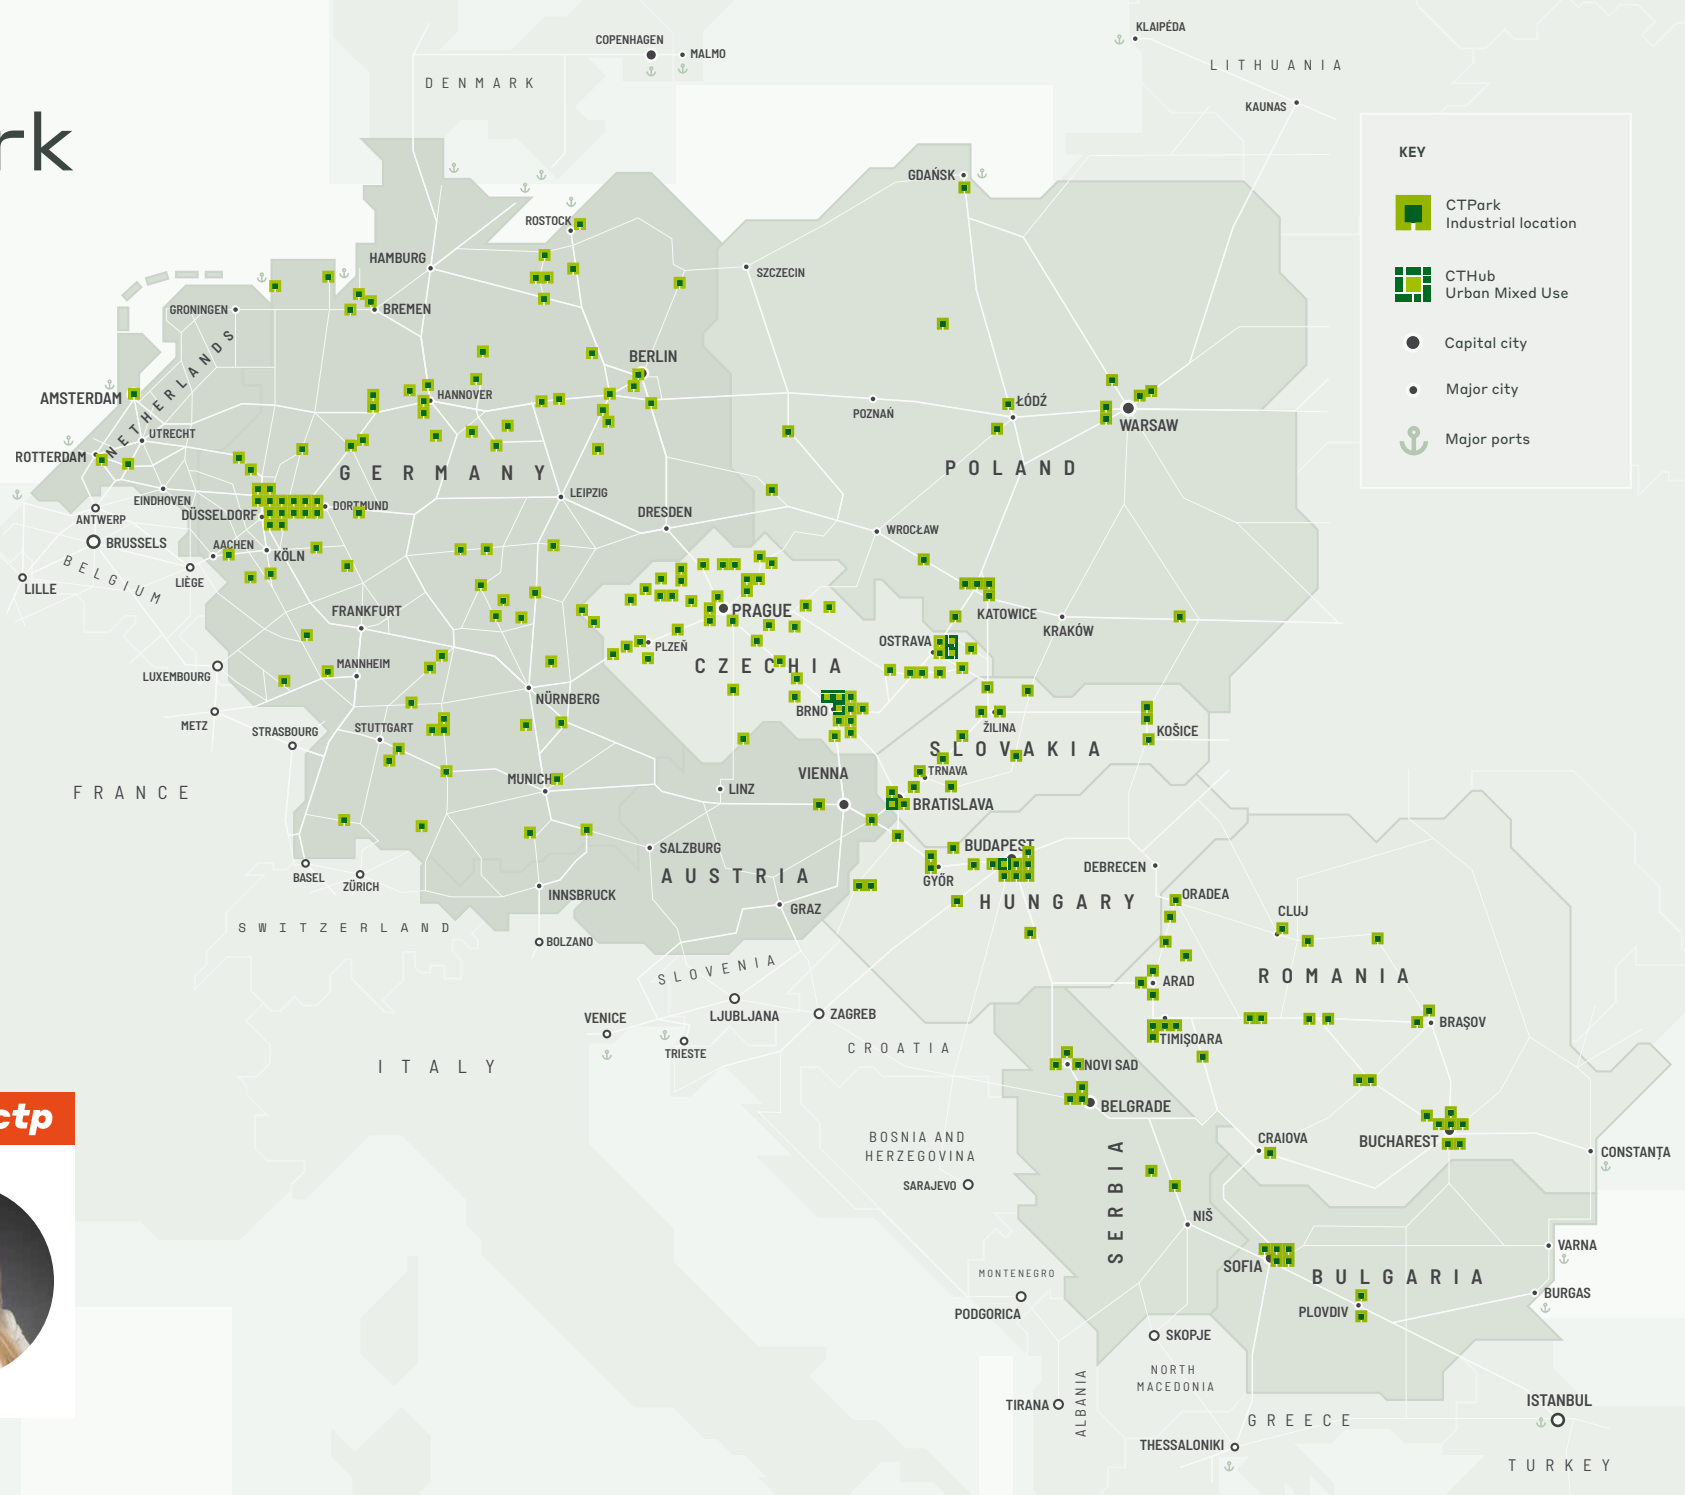 rk
COPENHAGEN
MALMO
DENMARK
KLAIPÉDA
LITHUANIA
KAUNAS
KEY
CTPark
Industrial location
CTHub
Urban Mixed Use
Capital city
Major city
Major ports
GDAŃSK
ROSTOCK
HAMBURG
SZCZECIN
GRONINGEN
BREMEN
NETHERLANDS
BERLIN
AMSTERDAM
HANNOVER
POZNAŃ
ŁÓDŹ
WARSAW
UTRECHT
ROTTERDAM
GERMANY
POLAND
EINDHOVEN
LEIPZIG
DORTMUND
DÜSSELDORF
DRESDEN
ANTWERP
WROCŁAW
BRUSSELS
AACHEN
KÖLN
BELGIUM
LIÈGE
LILLE
FRANKFURT
PRAGUE
KATOWICE
KRAKÓW
OSTRAVA
PLZEŇ
MANNHEIM
CZECHIA
LUXEMBOURG
NÜRNBERG
BRNO
METZ
STRASBOURG
STUTTGART
ŽILINA
KOŠICE
SLOVAKIA
TRNAVA
VIENNA
MUNICH
LINZ
FRANCE
BRATISLAVA
SALZBURG
BUDAPEST
DEBRECEN
BASEL
ZÜRICH
AUSTRIA
GYŐR
INNSBRUCK
HUNGARY
ORADEA
GRAZ
CLUJ
SWITZERLAND
BOLZANO
SLOVENIA
ARAD
ROMANIA
LJUBLJANA
ZAGREB
VENICE
BRAŞOV
TIMIŞOARA
TRIESTE
CROATIA
ITALY
NOVI SAD
BELGRADE
ctp
BOSNIA AND
HERZEGOVINA
CRAIOVA
BUCHAREST
CONSTANȚA
SARAJEVO
SERBIA
NIŠ
VARNA
SOFIA
BULGARIA
MONTENEGRO
BURGAS
PODGORICA
PLOVDIV
SKOPJE
NORTH
MACEDONIA
ALBANIA
TIRANA
ISTANBUL
GREECE
THESSALONIKI
TURKEY